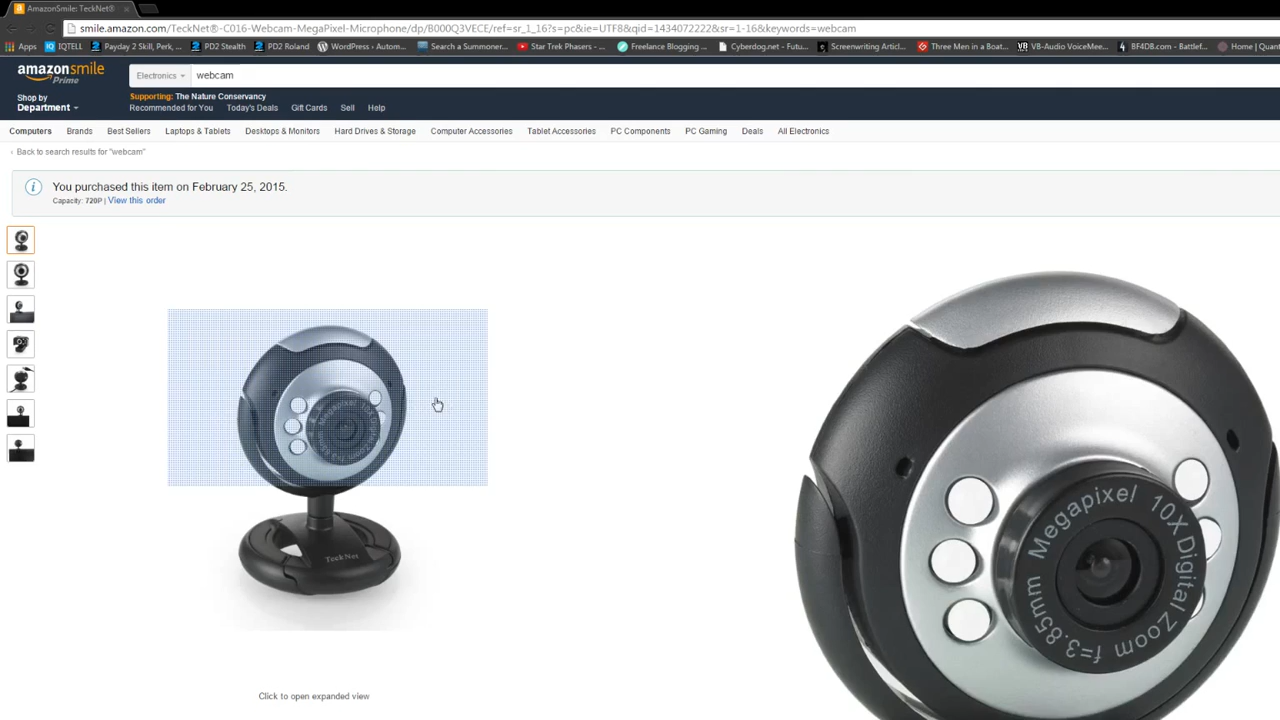 AmazonSmile: TeckNet®
smile.amazon.com/TeckNet®-C016-Webcam-MegaPixel-Microphone/dp/B000Q3VECE/ref=sr_1_16?s=pc&ie=UTF8&qid=1434072222&sr=1-16&keywords=webcam
Apps IQTELL Payday 2 Skill, Perk, ... PD2 Stealth PD2 Roland WordPress › Autom... Search a Summoner... Star Trek Phasers - ... Freelance Blogging ... Cyberdog.net - Futu... Screenwriting Articl... Three Men in a Boat... VB-Audio VoiceMee... BF4DB.com - Battlef... Home | Quant
amazonsmile Electronics webcam
Prime
Shop by Supporting: The Nature Conservancy
Department Recommended for You Today's Deals Gift Cards Sell Help
Computers Brands Best Sellers Laptops & Tablets Desktops & Monitors Hard Drives & Storage Computer Accessories Tablet Accessories PC Components PC Gaming Deals All Electronics
‹ Back to search results for "webcam"
You purchased this item on February 25, 2015.
Capacity: 720P | View this order
Megapixel 10X Digital Zoom f=3.85mm
TeckNet
Click to open expanded view